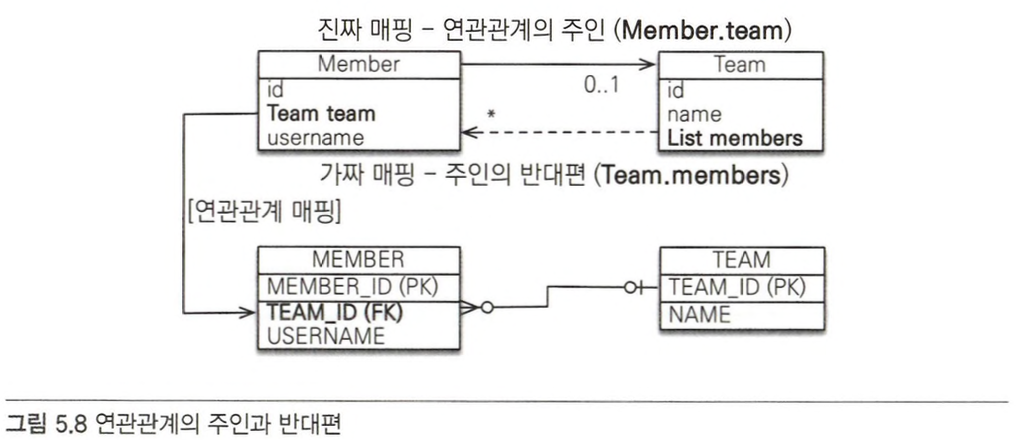 진짜 매핑 - 연관관계의 주인 (Member.team)
Member
id
Team team
username
0..1
*
Team
id
name
List members
가짜 매핑 - 주인의 반대편 (Team.members)
[연관관계 매핑]
MEMBER
MEMBER_ID (PK)
TEAM_ID (FK)
USERNAME
TEAM
TEAM_ID (PK)
NAME
그림 5.8 연관관계의 주인과 반대편